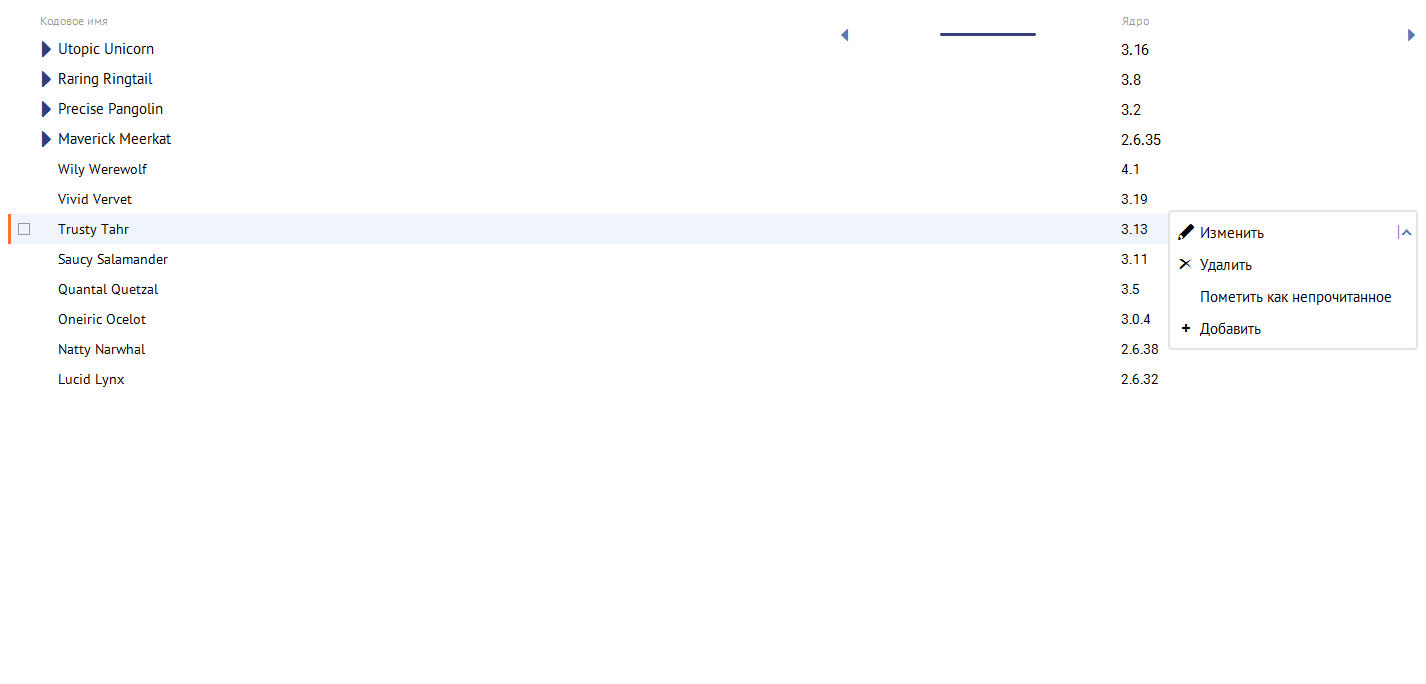 Кодовое имя Ядро
Utopic Unicorn 3.16
Raring Ringtail 3.8
Precise Pangolin 3.2
Maverick Meerkat 2.6.35
Wily Werewolf 4.1
Vivid Vervet 3.19
Trusty Tahr 3.13
Saucy Salamander 3.11
Quantal Quetzal 3.5
Oneiric Ocelot 3.0.4
Natty Narwhal 2.6.38
Lucid Lynx 2.6.32
Изменить
Удалить
Пометить как непрочитанное
Добавить